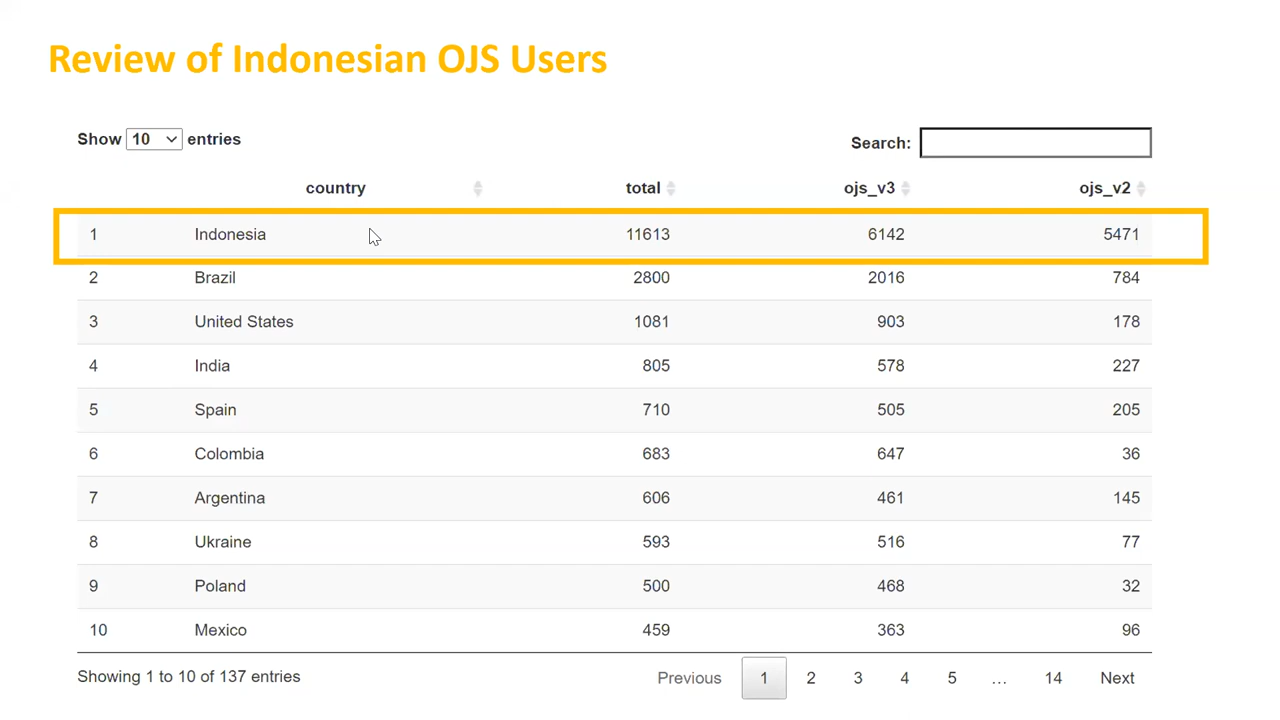 Review of Indonesian OJS Users
Show 10 entries Search:
country total ojs_v3 ojs_v2
1 Indonesia 11613 6142 5471
2 Brazil 2800 2016 784
3 United States 1081 903 178
4 India 805 578 227
5 Spain 710 505 205
6 Colombia 683 647 36
7 Argentina 606 461 145
8 Ukraine 593 516 77
9 Poland 500 468 32
10 Mexico 459 363 96
Showing 1 to 10 of 137 entries Previous 1 2 3 4 5 … 14 Next